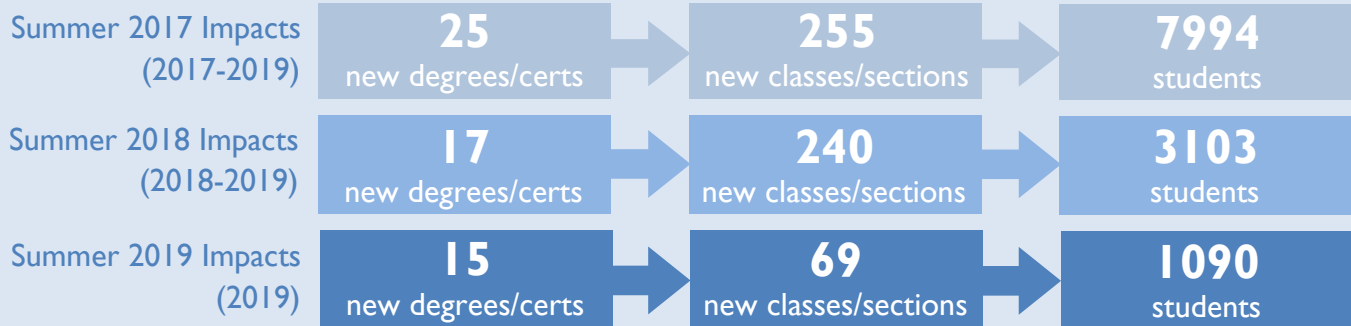 Summer 2017 Impacts
(2017-2019)
25
new degrees/certs
255
new classes/sections
7994
students
Summer 2018 Impacts
(2018-2019)
17
new degrees/certs
240
new classes/sections
3103
students
Summer 2019 Impacts
(2019)
15
new degrees/certs
69
new classes/sections
1090
students